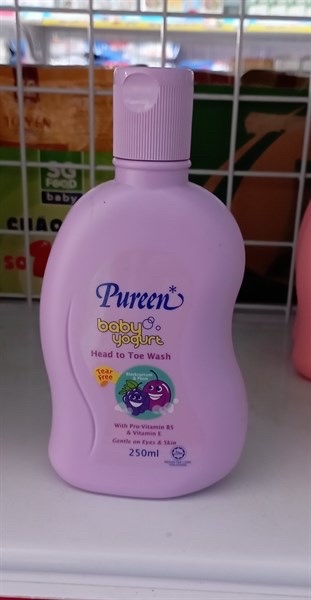 SG
FOOD
baby
CHÁO
Pureen*
baby
yogurt
Head to Toe Wash
Tear
Free
With Pro-Vitamin B5
& Vitamin E
Gentle on Eyes & Skin
250ml